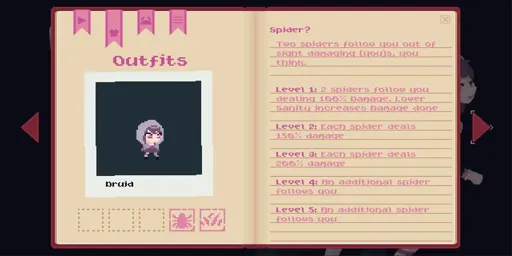 Outfits
Druid
Spider?
Two spiders follow you out of
sight damaging (you)s, you
think.
Level 1: 2 spiders follow you
dealing 100% Damage. Lower
Sanity increases Damage done
Level 2: Each spider deals
150% damage
Level 3: Each spider deals
200% damage
Level 4: An additional spider
follows you
Level 5: An additional spider
follows you